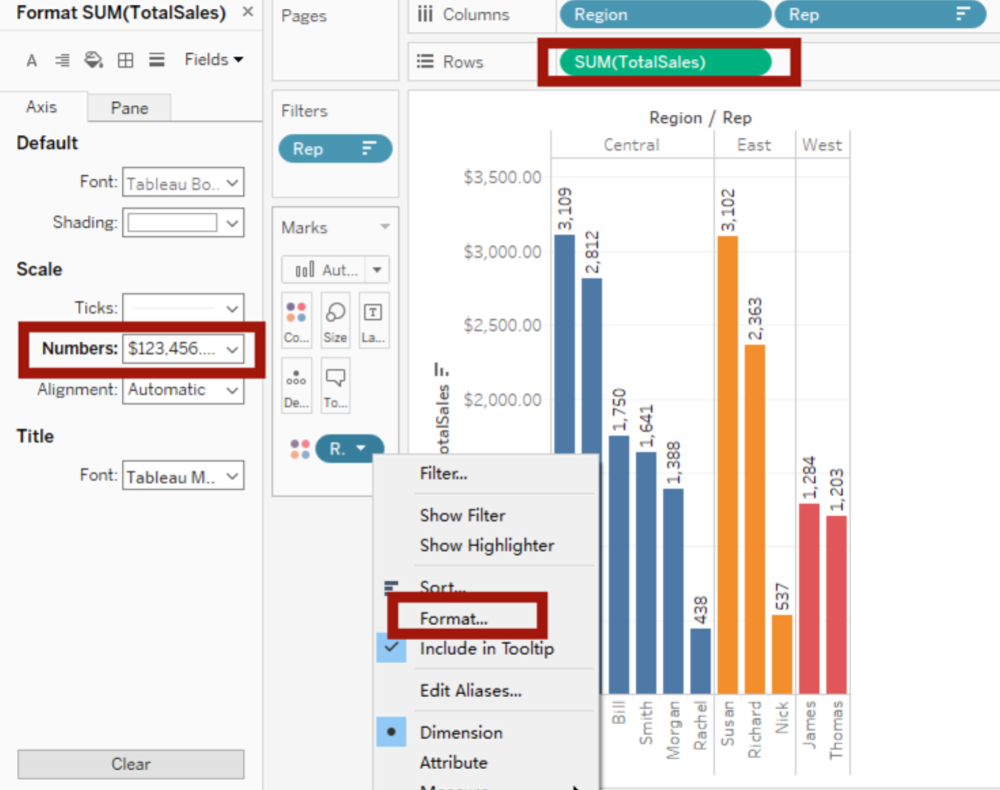 Format SUM(TotalSales) ×
Fields
Axis
Pane
Default
Font: Tableau Bo..
Shading:
Scale
Ticks:
Numbers: $123,456....
Alignment: Automatic
Title
Font: Tableau M..
Clear
Pages
Filters
Rep
Marks
Aut...
Co...
Size
La...
De...
To...
R.
Columns
Region
Rep
Rows
SUM(TotalSales)
Region / Rep
Central
East
West
$3,500.00
$3,000.00
$2,500.00
$2,000.00
otalSales
3,109
2,812
1,750
1,641
1,388
438
3,102
2,363
537
1,284
1,203
Bill
Smith
Morgan
Rachel
Susan
Richard
Nick
James
Thomas
Filter...
Show Filter
Show Highlighter
Sort...
Format...
Include in Tooltip
Edit Aliases...
Dimension
Attribute